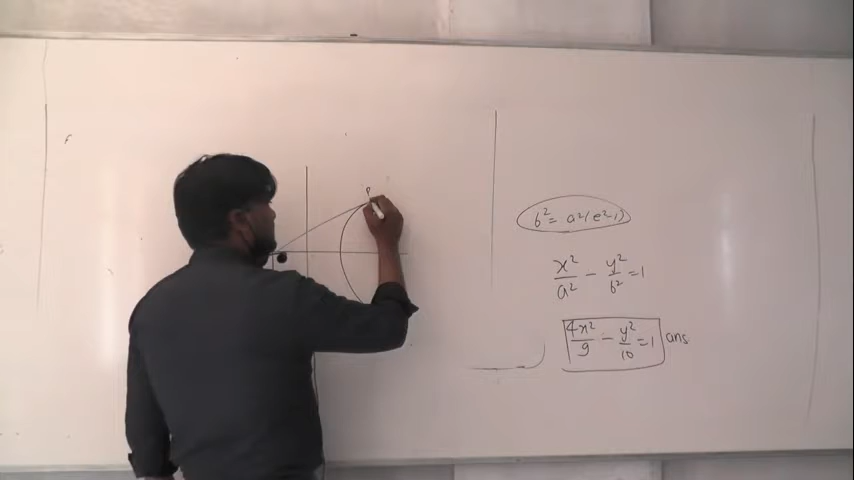 P
b² = a²(e²-1)
x²/a² - y²/b² = 1
4x²/9 - y²/10 = 1 ans